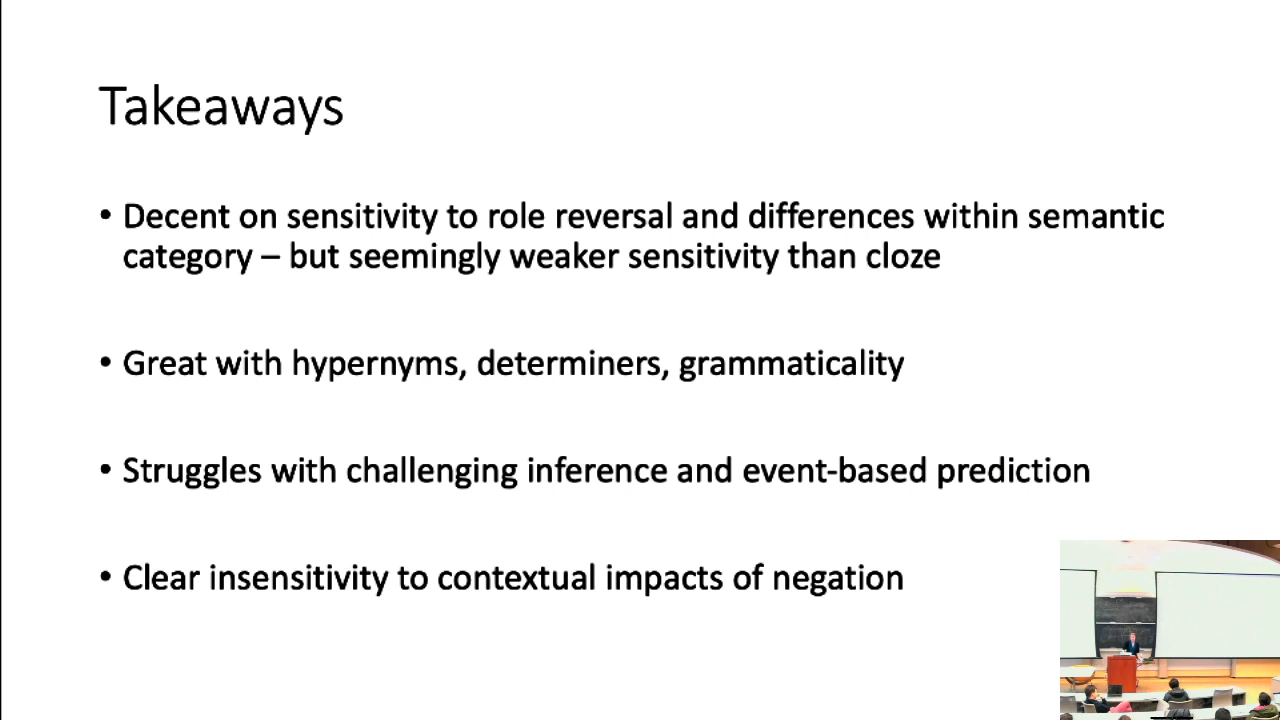 Takeaways
• Decent on sensitivity to role reversal and differences within semantic
category – but seemingly weaker sensitivity than cloze
• Great with hypernyms, determiners, grammaticality
• Struggles with challenging inference and event-based prediction
• Clear insensitivity to contextual impacts of negation